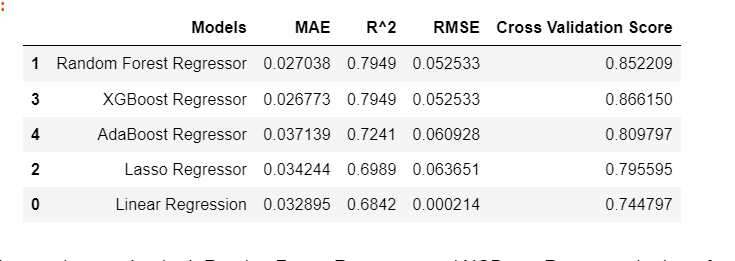 :
Models MAE R^2 RMSE Cross Validation Score
1 Random Forest Regressor 0.027038 0.7949 0.052533 0.852209
3 XGBoost Regressor 0.026773 0.7949 0.052533 0.866150
4 AdaBoost Regressor 0.037139 0.7241 0.060928 0.809797
2 Lasso Regressor 0.034244 0.6989 0.063651 0.795595
0 Linear Regression 0.032895 0.6842 0.000214 0.744797